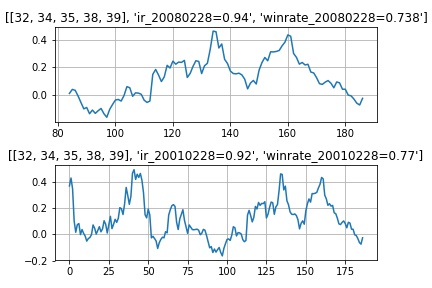 [[32, 34, 35, 38, 39], 'ir_20080228=0.94', 'winrate_20080228=0.738']
0.4
0.2
0.0
80 100 120 140 160 180
[[32, 34, 35, 38, 39], 'ir_20010228=0.92', 'winrate_20010228=0.77']
0.4
0.2
0.0
−0.2
0 25 50 75 100 125 150 175